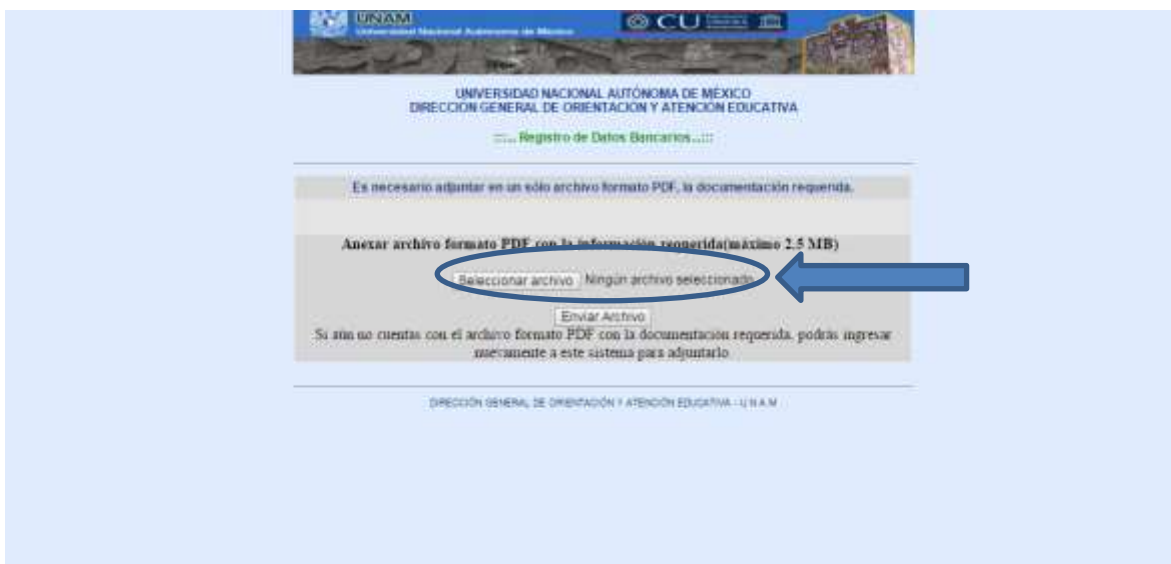 UNAM
Universidad Nacional Autónoma de México
CU
UNIVERSIDAD NACIONAL AUTÓNOMA DE MÉXICO
DIRECCIÓN GENERAL DE ORIENTACIÓN Y ATENCIÓN EDUCATIVA
:::... Registro de Datos Bancarios...:::
Es necesario adjuntar en un sólo archivo formato PDF, la documentación requerida.
Anexar archivo formato PDF con la información requerida(máximo 2.5 MB)
Seleccionar archivo Ningún archivo seleccionado
Enviar Archivo
Si aún no cuentas con el archivo formato PDF con la documentación requerida, podrás ingresar
nuevamente a este sistema para adjuntarlo
DIRECCIÓN GENERAL DE ORIENTACIÓN Y ATENCIÓN EDUCATIVA - U N A M